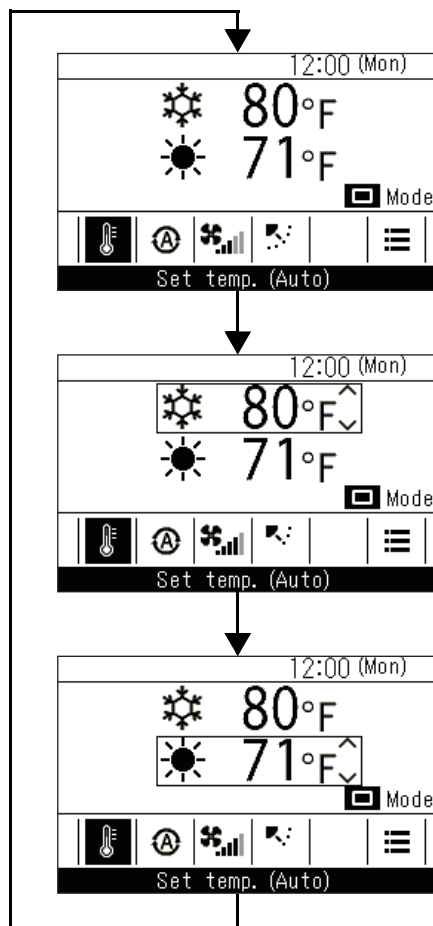 12:00 (Mon)
80°F
71°F
Mode
A
Set temp. (Auto)
12:00 (Mon)
80°F
71°F
Mode
A
Set temp. (Auto)
12:00 (Mon)
80°F
71°F
Mode
A
Set temp. (Auto)